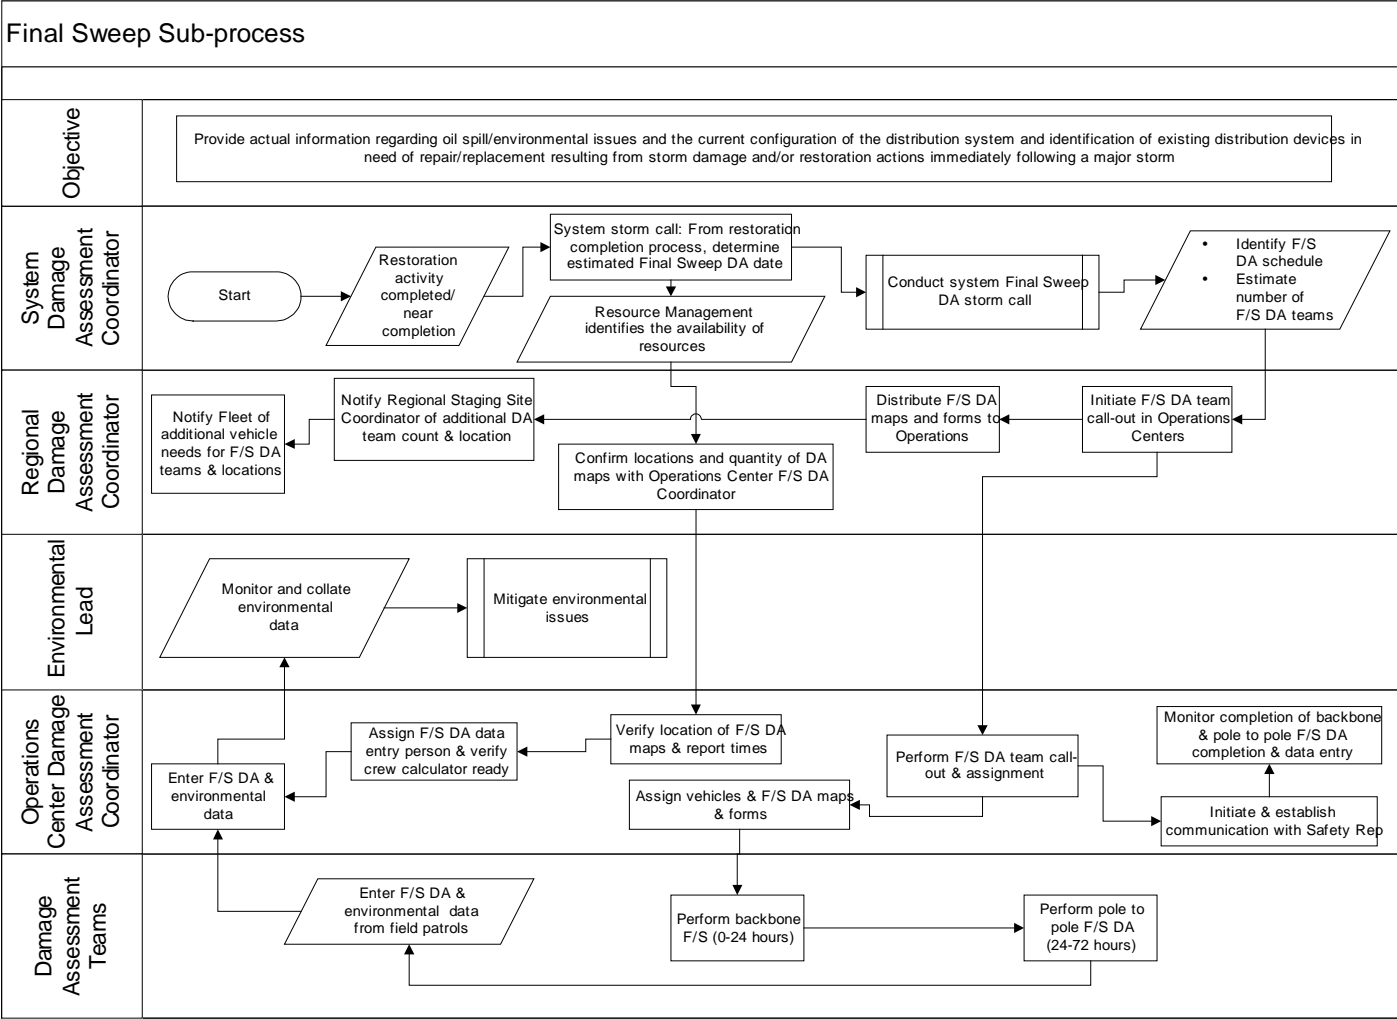 Final Sweep Sub-process
Objective
Provide actual information regarding oil spill/environmental issues and the current configuration of the distribution system and identification of existing distribution devices in
need of repair/replacement resulting from storm damage and/or restoration actions immediately following a major storm
System
Damage
Assessment
Coordinator
Start
Restoration
activity
completed/
near
completion
System storm call: From restoration
completion process, determine
estimated Final Sweep DA date
Resource Management
identifies the availability of
resources
Conduct system Final Sweep
DA storm call
• Identify F/S
DA schedule
• Estimate
number of
F/S DA teams
Regional
Damage
Assessment
Coordinator
Notify Fleet of
additional vehicle
needs for F/S DA
teams & locations
Notify Regional Staging Site
Coordinator of additional DA
team count & location
Confirm locations and quantity of DA
maps with Operations Center F/S DA
Coordinator
Distribute F/S DA
maps and forms to
Operations
Initiate F/S DA team
call-out in Operations
Centers
Environmental
Lead
Monitor and collate
environmental
data
Mitigate environmental
issues
Operations
Center Damage
Assessment
Coordinator
Enter F/S DA &
environmental
data
Assign F/S DA data
entry person & verify
crew calculator ready
Verify location of F/S DA
maps & report times
Assign vehicles & F/S DA maps
& forms
Perform F/S DA team call-
out & assignment
Monitor completion of backbone
& pole to pole F/S DA
completion & data entry
Initiate & establish
communication with Safety Rep
Damage
Assessment
Teams
Enter F/S DA &
environmental data
from field patrols
Perform backbone
F/S (0-24 hours)
Perform pole to
pole F/S DA
(24-72 hours)